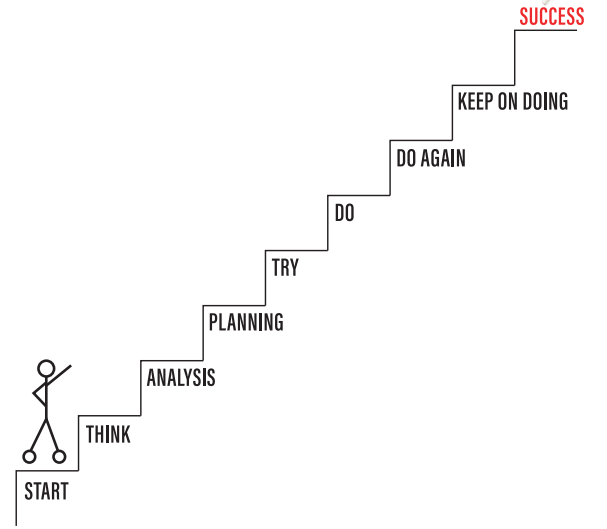 SUCCESS
KEEP ON DOING
DO AGAIN
DO
TRY
PLANNING
ANALYSIS
THINK
START